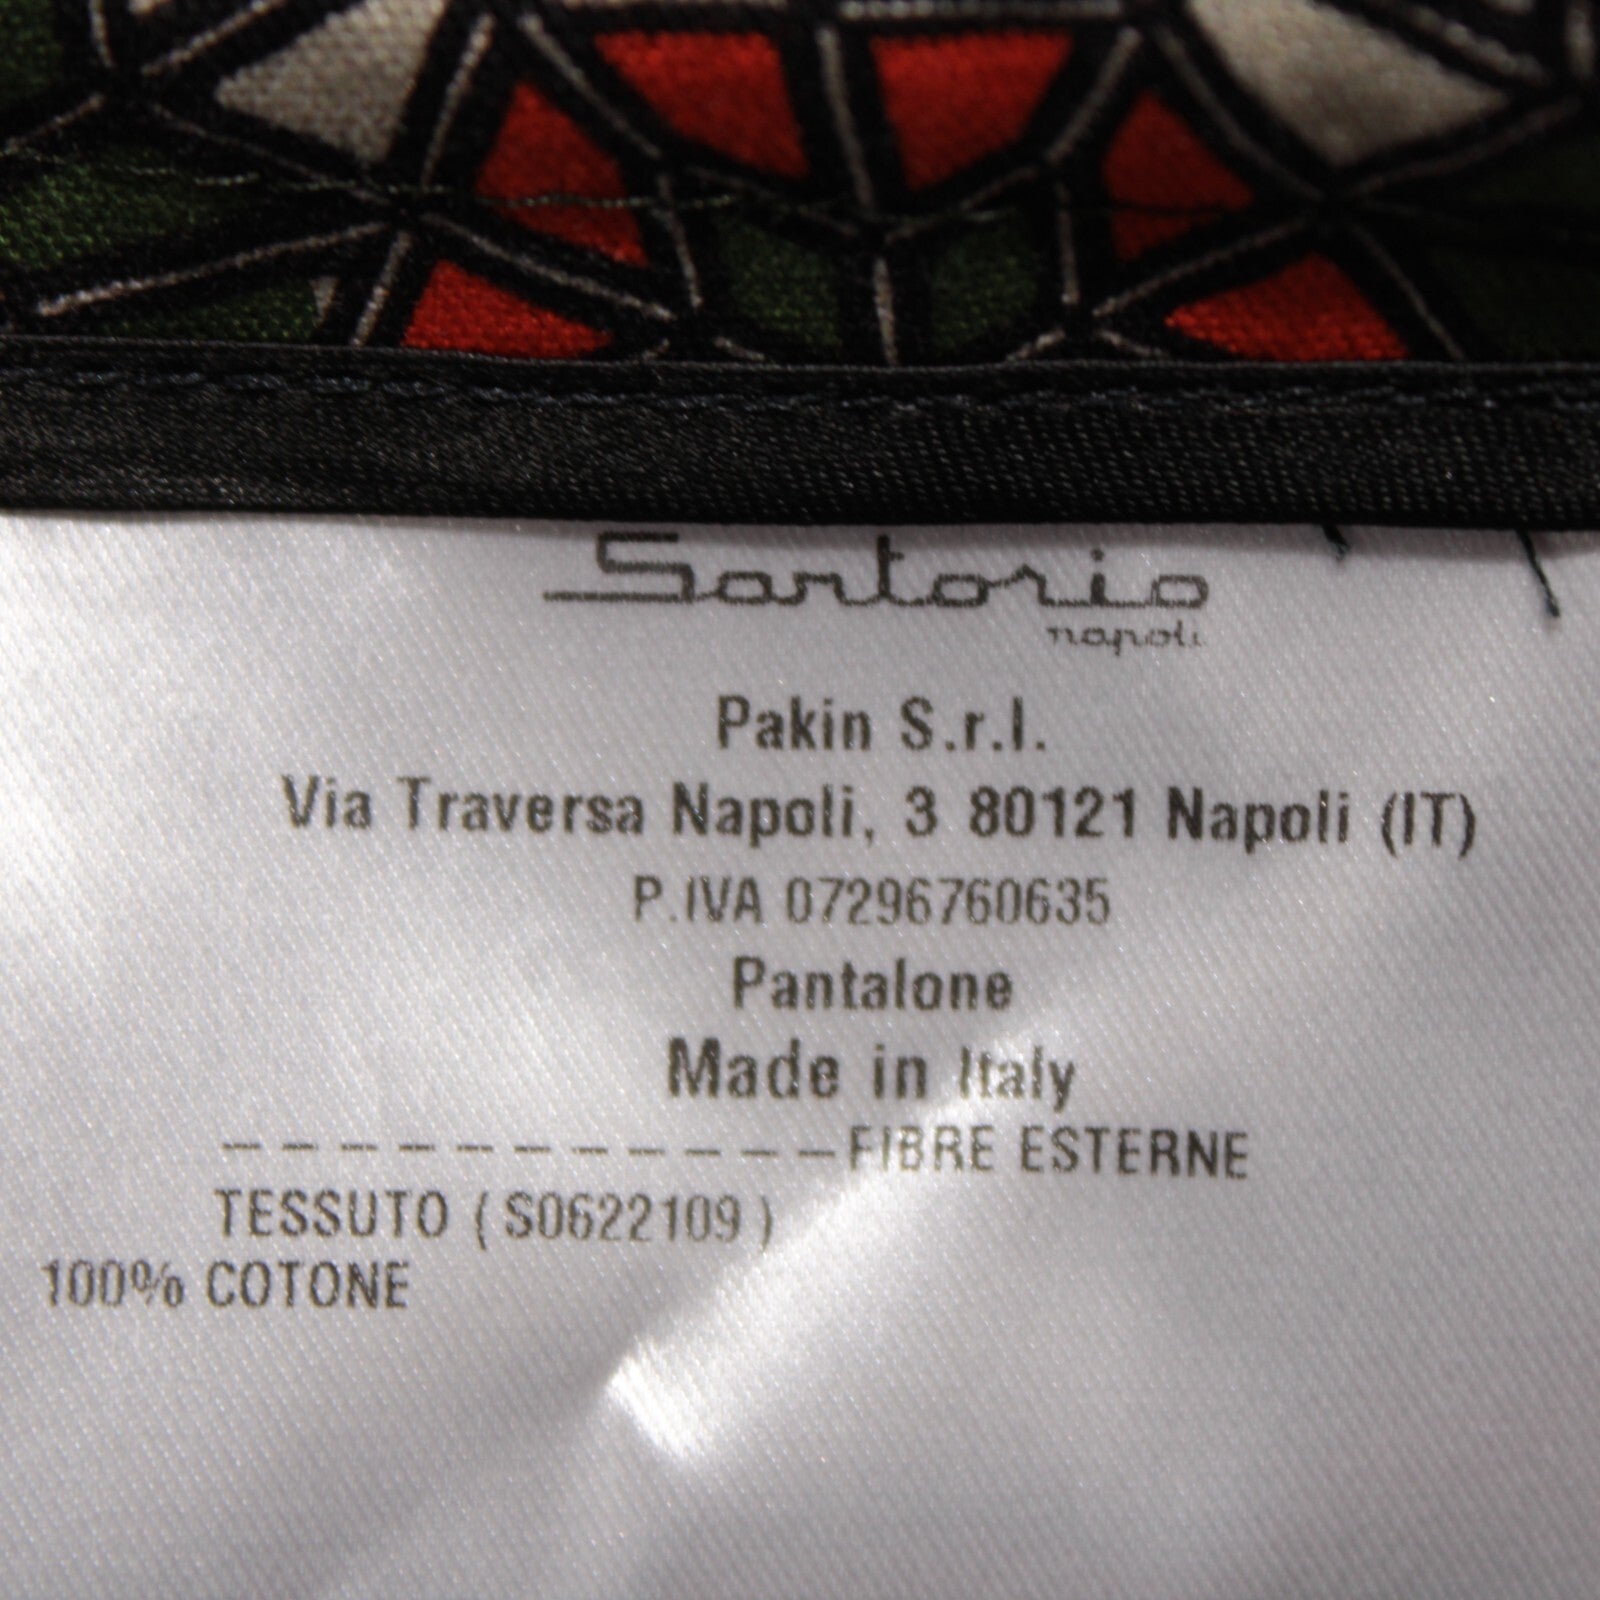 Sartorio
napoli
Pakin S.r.l.
Via Traversa Napoli, 3 80121 Napoli (IT)
P.IVA 07296760635
Pantalone
Made in Italy
-----------FIBRE ESTERNE
TESSUTO (S0622109)
100% COTONE